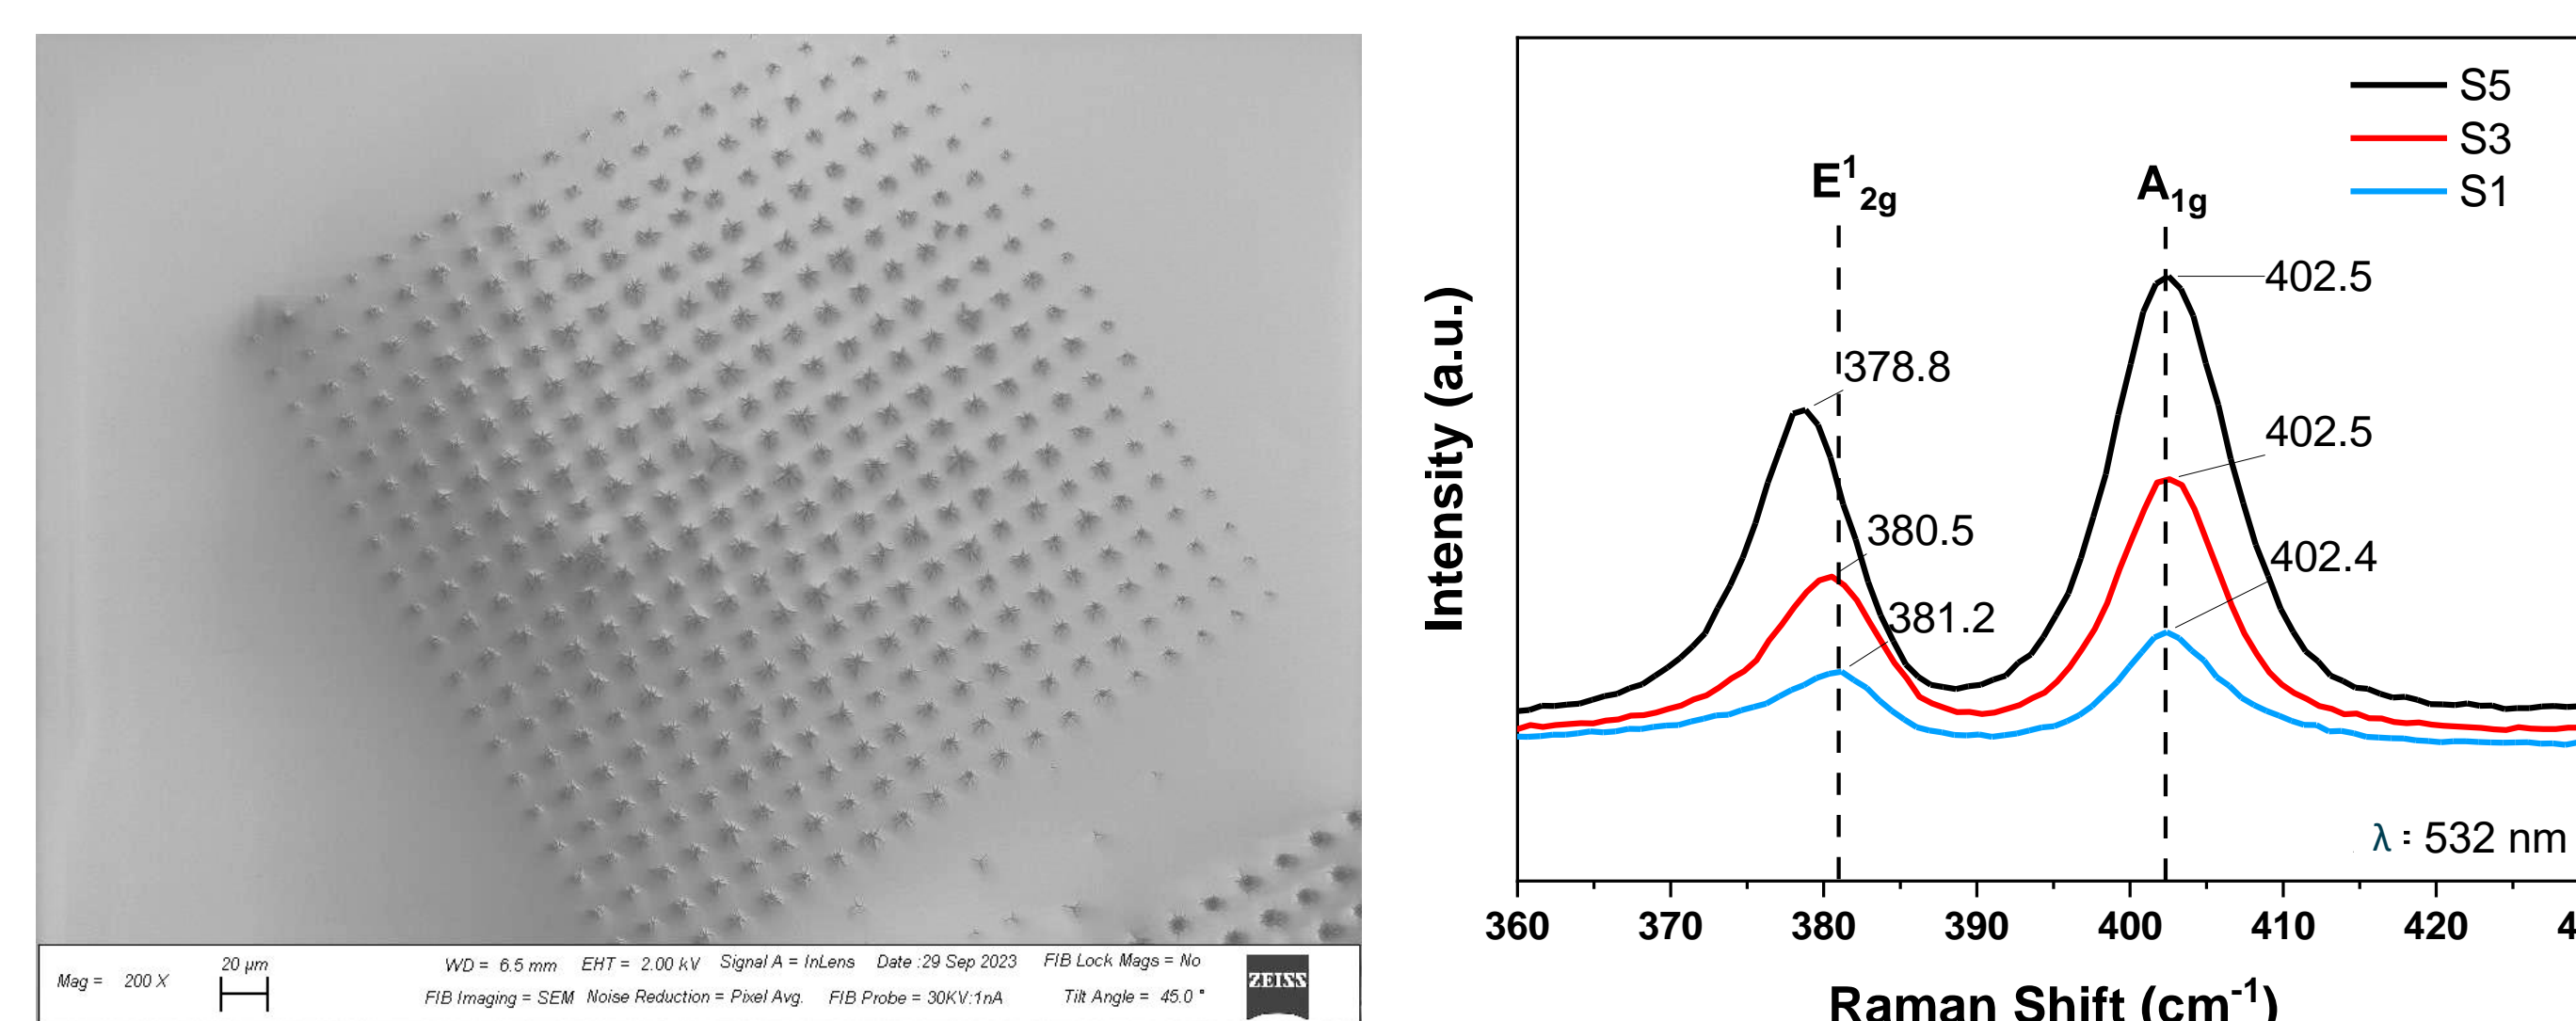 Mag = 200 X
20 µm
WD = 6.5 mm EHT = 2.00 kV Signal A = InLens Date :29 Sep 2023 FIB Lock Mags = No
FIB Imaging = SEM Noise Reduction = Pixel Avg. FIB Probe = 30KV:1nA Tilt Angle = 45.0 °
ZEISS
S5
S3
S1
E¹₂g
A₁g
402.5
378.8
402.5
380.5
402.4
381.2
Intensity (a.u.)
λ : 532 nm
360 370 380 390 400 410 420 4
Raman Shift (cm⁻¹)